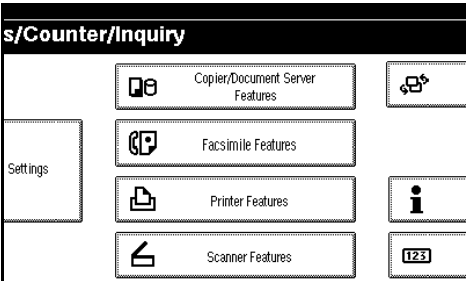 s/Counter/Inquiry
Copier/Document Server
Features
Facsimile Features
Settings
Printer Features
Scanner Features
123